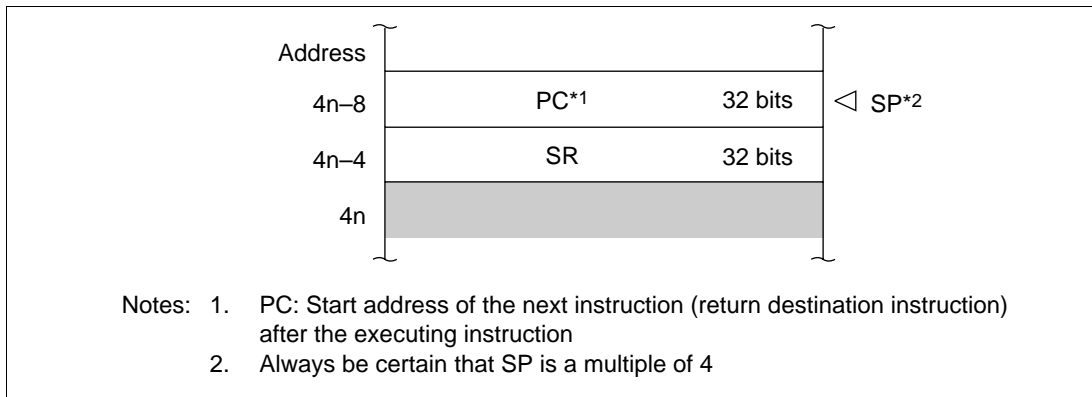 Address
4n–8 PC*1 32 bits ◁ SP*2
4n–4 SR 32 bits
4n
Notes: 1. PC: Start address of the next instruction (return destination instruction)
after the executing instruction
2. Always be certain that SP is a multiple of 4